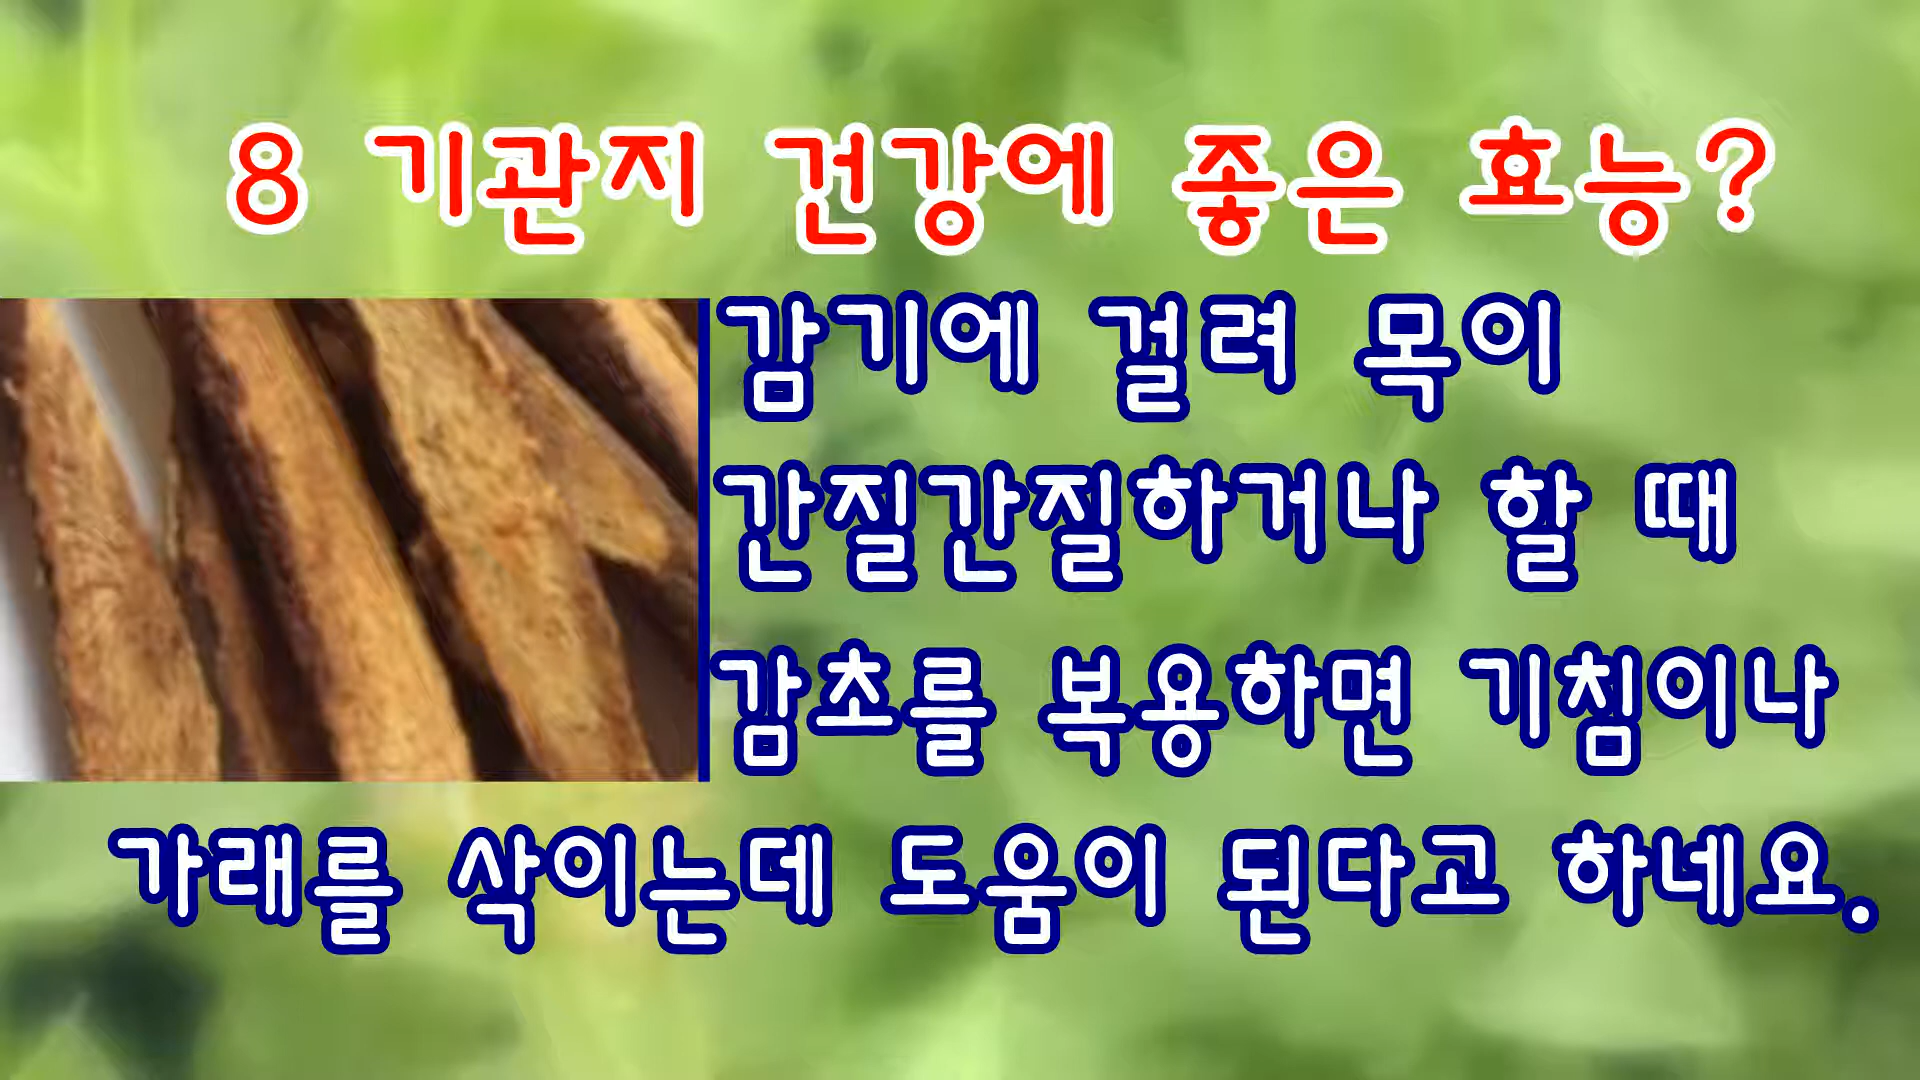 8 기관지 건강에 좋은 효능?
감기에 걸려 목이
간질간질하거나 할 때
감초를 복용하면 기침이나
가래를 삭이는데 도움이 된다고 하네요.